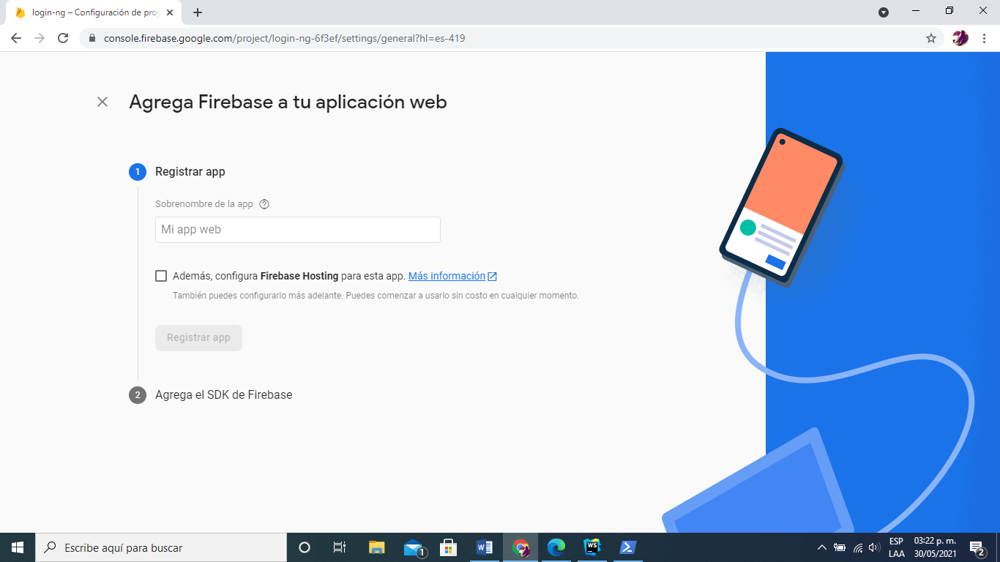 login-ng – Configuración de proy
console.firebase.google.com/project/login-ng-6f3ef/settings/general?hl=es-419
Agrega Firebase a tu aplicación web
1 Registrar app
Sobrenombre de la app
Mi app web
Además, configura Firebase Hosting para esta app. Más información
También puedes configurarlo más adelante. Puedes comenzar a usarlo sin costo en cualquier momento.
Registrar app
2 Agrega el SDK de Firebase
Escribe aquí para buscar
1
W
WS
ESP
LAA
03:22 p. m.
30/05/2021
2